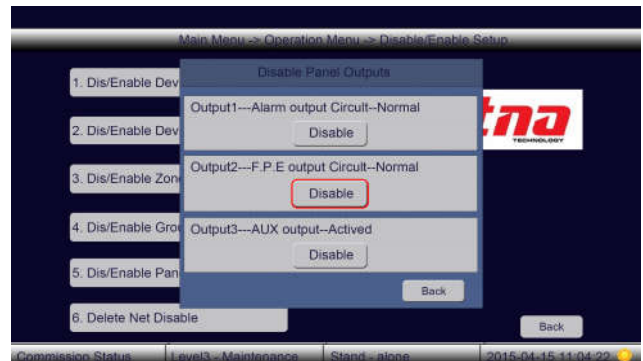 Main Menu -> Operation Menu -> Disable/Enable Setup
Disable Panel Outputs
1. Dis/Enable Dev
Output1---Alarm output Circuit--Normal
Disable
2. Dis/Enable Dev
TECHNOLOGY
Output2---F.P.E output Circuit--Normal
3. Dis/Enable Zon
Disable
4. Dis/Enable Gro
Output3---AUX output--Actived
Disable
5. Dis/Enable Pan
Back
6. Delete Net Disable
Back
Commission Status Level3 - Maintenance Stand - alone 2015-04-15 11:04:22